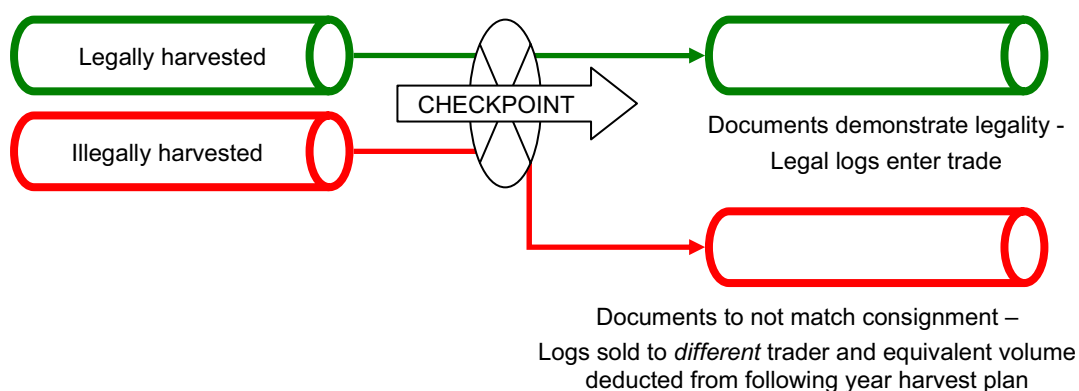 Legally harvested
CHECKPOINT
Illegally harvested
Documents demonstrate legality -
Legal logs enter trade
Documents to not match consignment –
Logs sold to different trader and equivalent volume
deducted from following year harvest plan